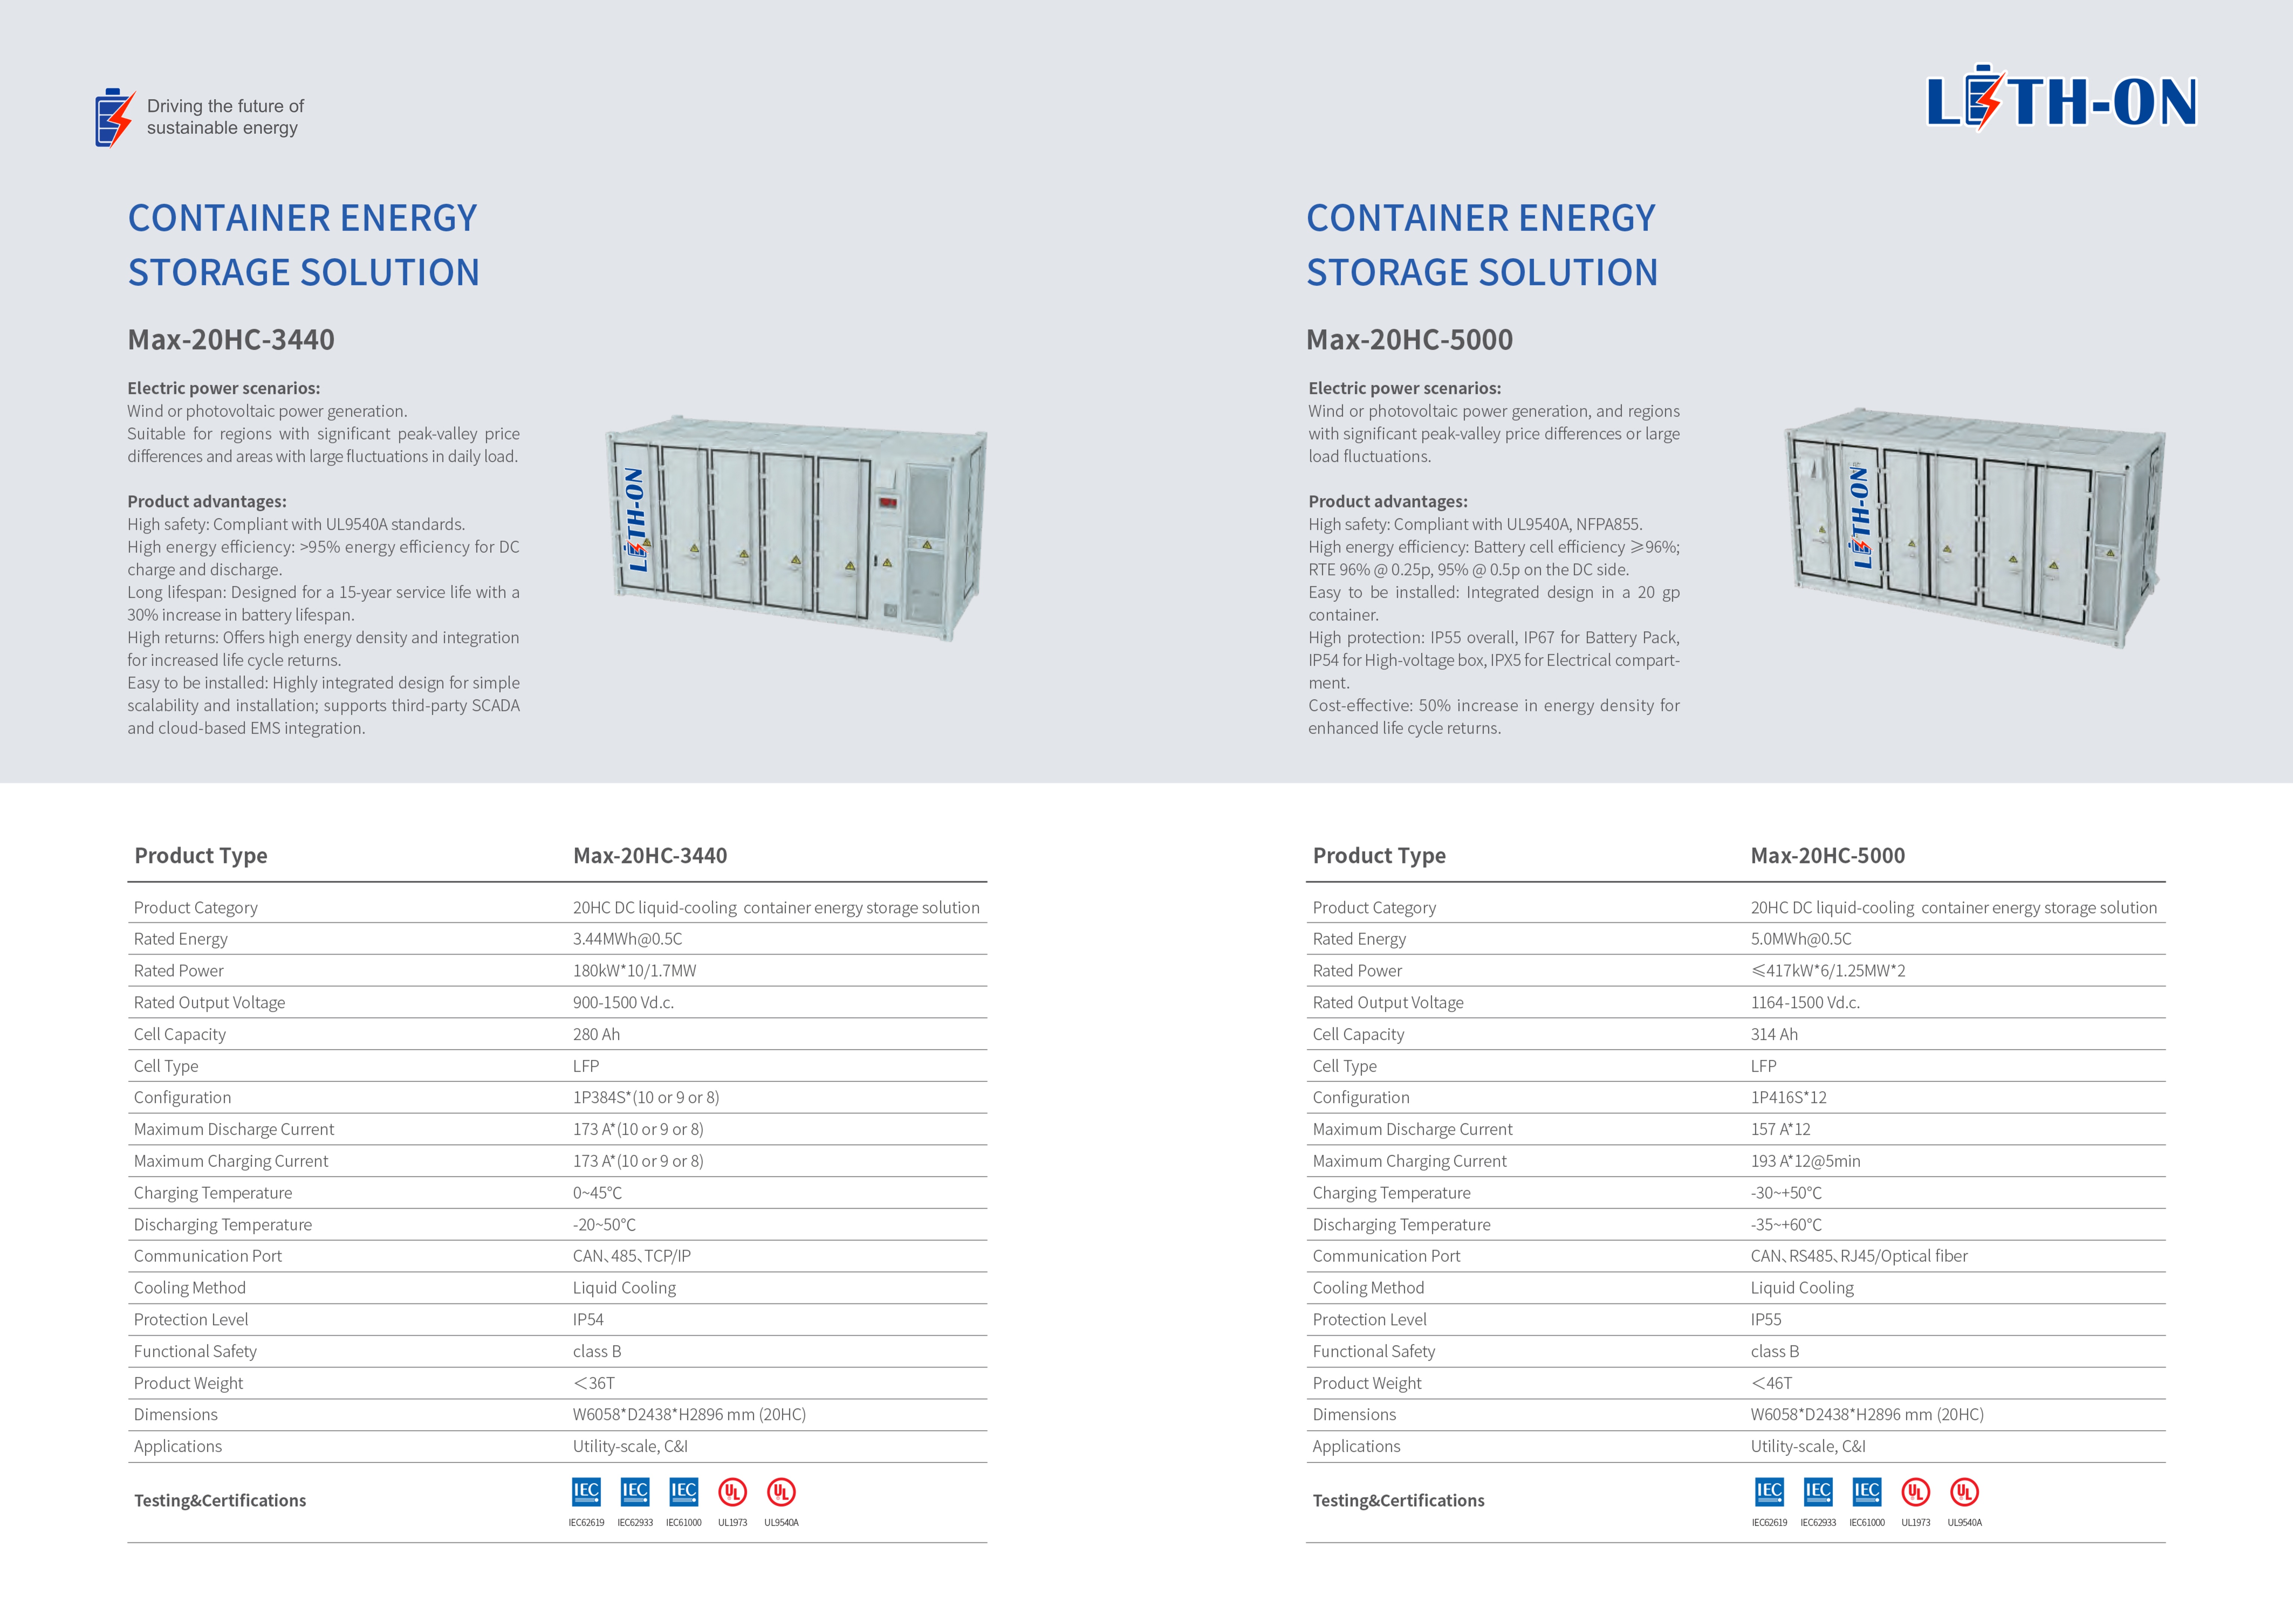 Driving the future of
sustainable energy
LITH-ON
CONTAINER ENERGY
STORAGE SOLUTION
Max-20HC-3440
Electric power scenarios:
Wind or photovoltaic power generation.
Suitable for regions with significant peak-valley price
differences and areas with large fluctuations in daily load.
Product advantages:
High safety: Compliant with UL9540A standards.
High energy efficiency: >95% energy efficiency for DC
charge and discharge.
Long lifespan: Designed for a 15-year service life with a
30% increase in battery lifespan.
High returns: Offers high energy density and integration
for increased life cycle returns.
Easy to be installed: Highly integrated design for simple
scalability and installation; supports third-party SCADA
and cloud-based EMS integration.
LITH-ON
CONTAINER ENERGY
STORAGE SOLUTION
Max-20HC-5000
Electric power scenarios:
Wind or photovoltaic power generation, and regions
with significant peak-valley price differences or large
load fluctuations.
Product advantages:
High safety: Compliant with UL9540A, NFPA855.
High energy efficiency: Battery cell efficiency ⩾96%;
RTE 96% @ 0.25p, 95% @ 0.5p on the DC side.
Easy to be installed: Integrated design in a 20 gp
container.
High protection: IP55 overall, IP67 for Battery Pack,
IP54 for High-voltage box, IPX5 for Electrical compart-
ment.
Cost-effective: 50% increase in energy density for
enhanced life cycle returns.
LITH-ON
Product Type Max-20HC-3440
Product Category 20HC DC liquid-cooling container energy storage solution
Rated Energy 3.44MWh@0.5C
Rated Power 180kW*10/1.7MW
Rated Output Voltage 900-1500 Vd.c.
Cell Capacity 280 Ah
Cell Type LFP
Configuration 1P384S*(10 or 9 or 8)
Maximum Discharge Current 173 A*(10 or 9 or 8)
Maximum Charging Current 173 A*(10 or 9 or 8)
Charging Temperature 0~45℃
Discharging Temperature -20~50℃
Communication Port CAN、485、TCP/IP
Cooling Method Liquid Cooling
Protection Level IP54
Functional Safety class B
Product Weight ＜36T
Dimensions W6058*D2438*H2896 mm (20HC)
Applications Utility-scale, C&I
Testing&Certifications
IEC IEC IEC UL UL
IEC62619 IEC62933 IEC61000 UL1973 UL9540A
Product Type Max-20HC-5000
Product Category 20HC DC liquid-cooling container energy storage solution
Rated Energy 5.0MWh@0.5C
Rated Power ⩽417kW*6/1.25MW*2
Rated Output Voltage 1164-1500 Vd.c.
Cell Capacity 314 Ah
Cell Type LFP
Configuration 1P416S*12
Maximum Discharge Current 157 A*12
Maximum Charging Current 193 A*12@5min
Charging Temperature -30~+50℃
Discharging Temperature -35~+60℃
Communication Port CAN、RS485、RJ45/Optical fiber
Cooling Method Liquid Cooling
Protection Level IP55
Functional Safety class B
Product Weight ＜46T
Dimensions W6058*D2438*H2896 mm (20HC)
Applications Utility-scale, C&I
Testing&Certifications
IEC IEC IEC UL UL
IEC62619 IEC62933 IEC61000 UL1973 UL9540A